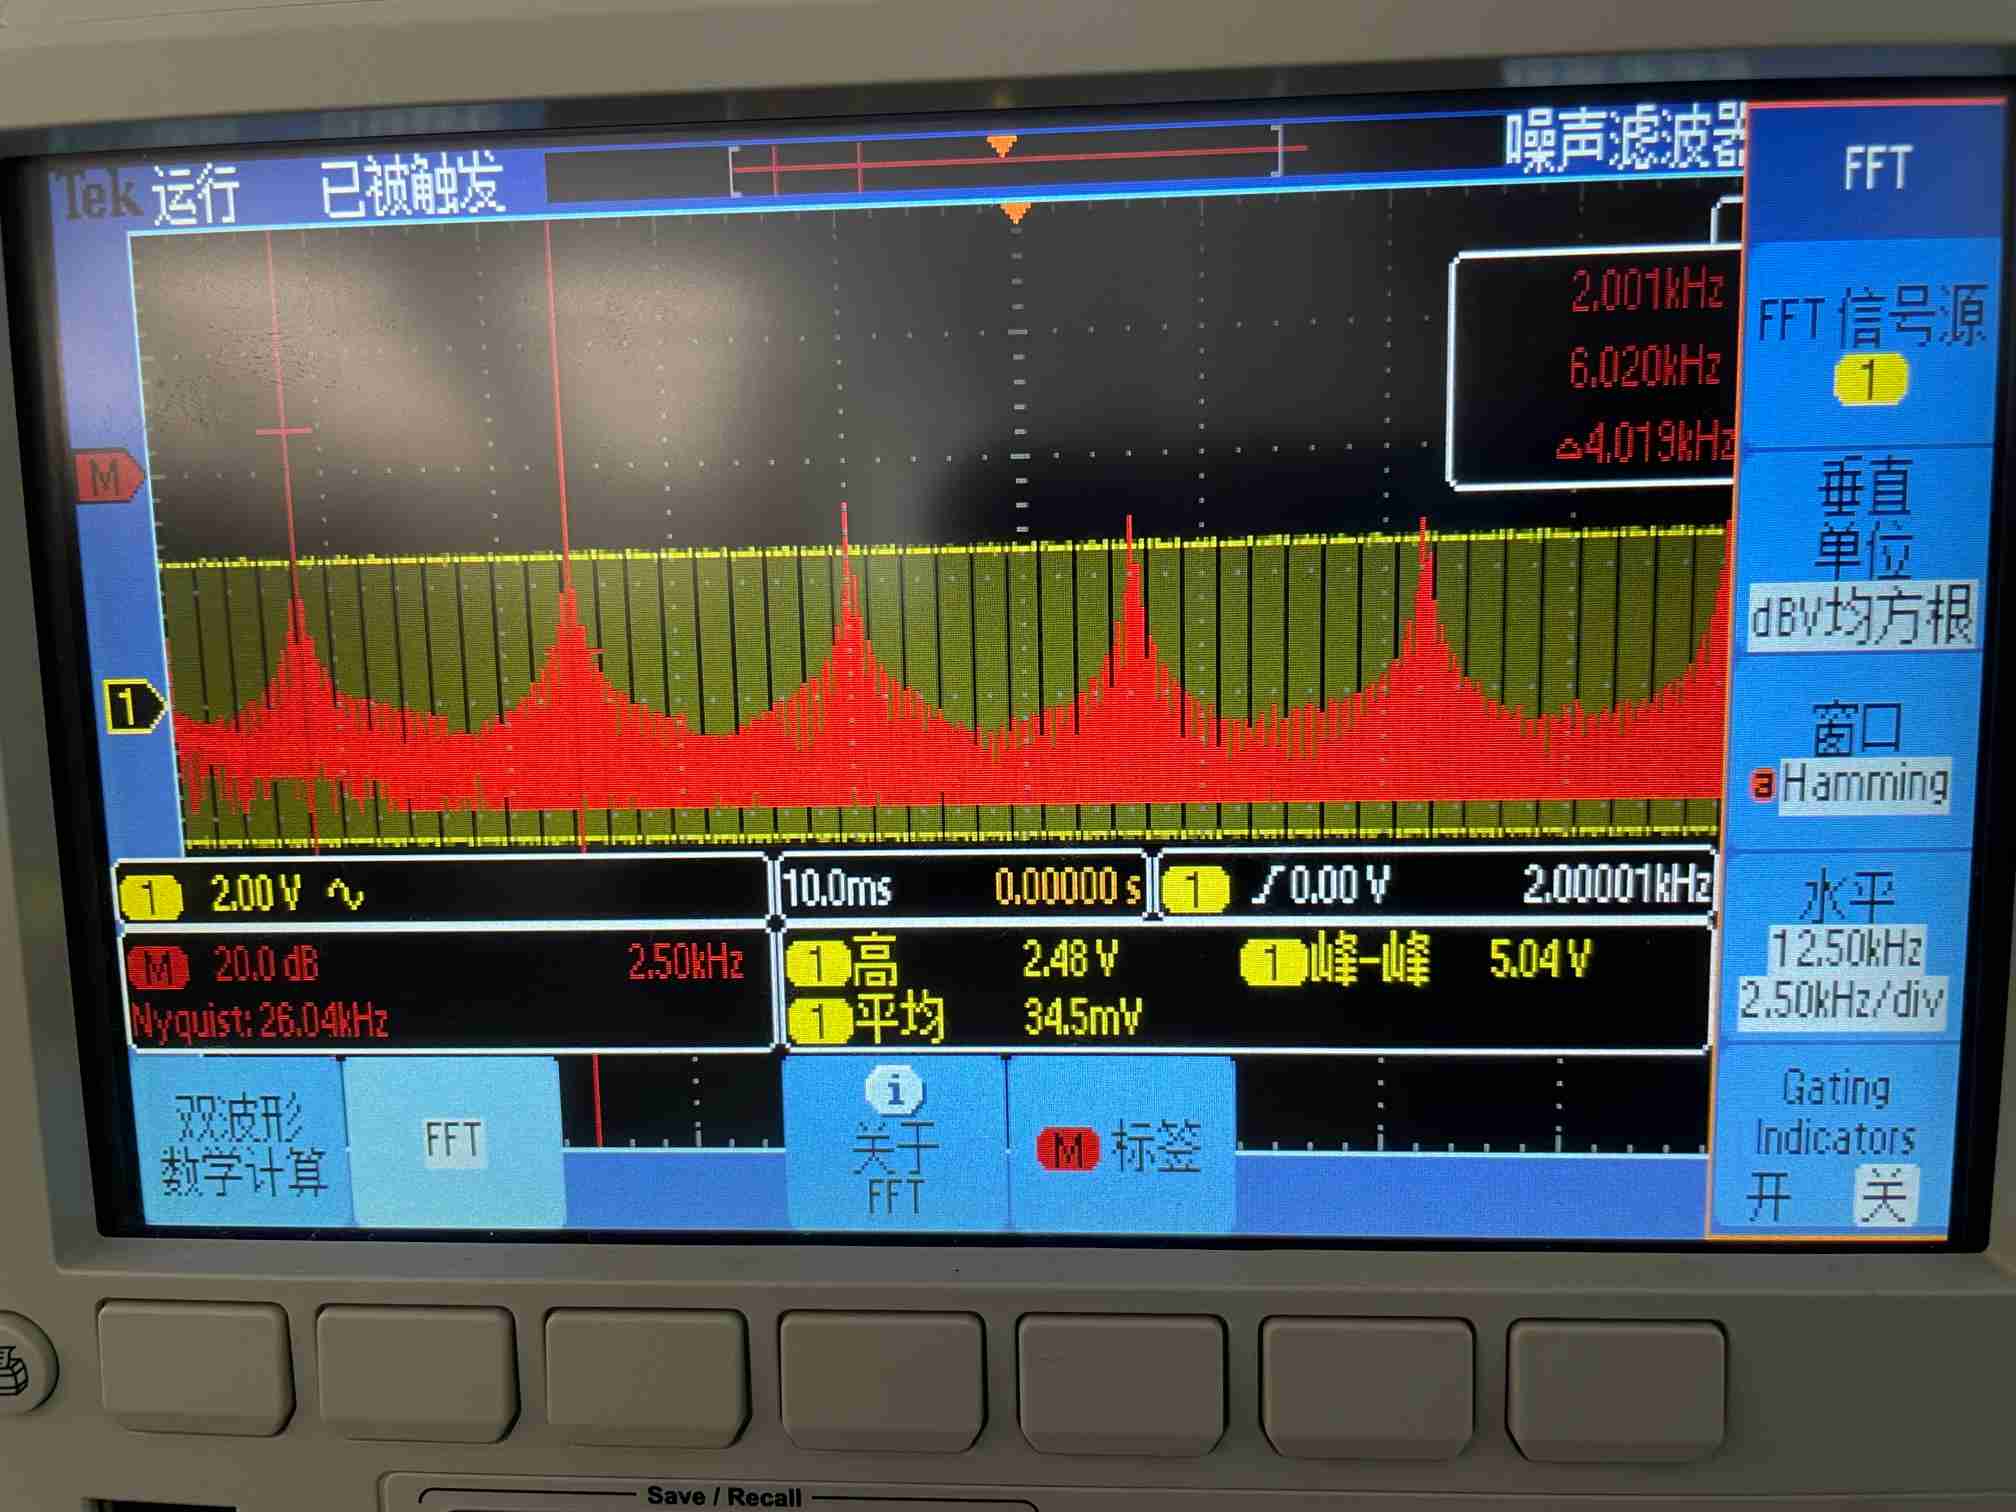 Tek 运行 已被触发 噪声滤波器
FFT
2.001kHz
6.020kHz
△4.019kHz
FFT 信号源
1
垂直
单位
dBV均方根
窗口
a Hamming
水平
12.50kHz
2.50kHz/div
Gating
Indicators
开 关
M
1
1 2.00 V
10.0ms 0.00000 s
1 0.00 V 2.00001kHz
M 20.0 dB 2.50kHz
Nyquist: 26.04kHz
1 高 2.48 V 1 峰-峰 5.04 V
1 平均 34.5mV
双波形
数学计算
FFT
i
关于
FFT
M 标签
Save / Recall